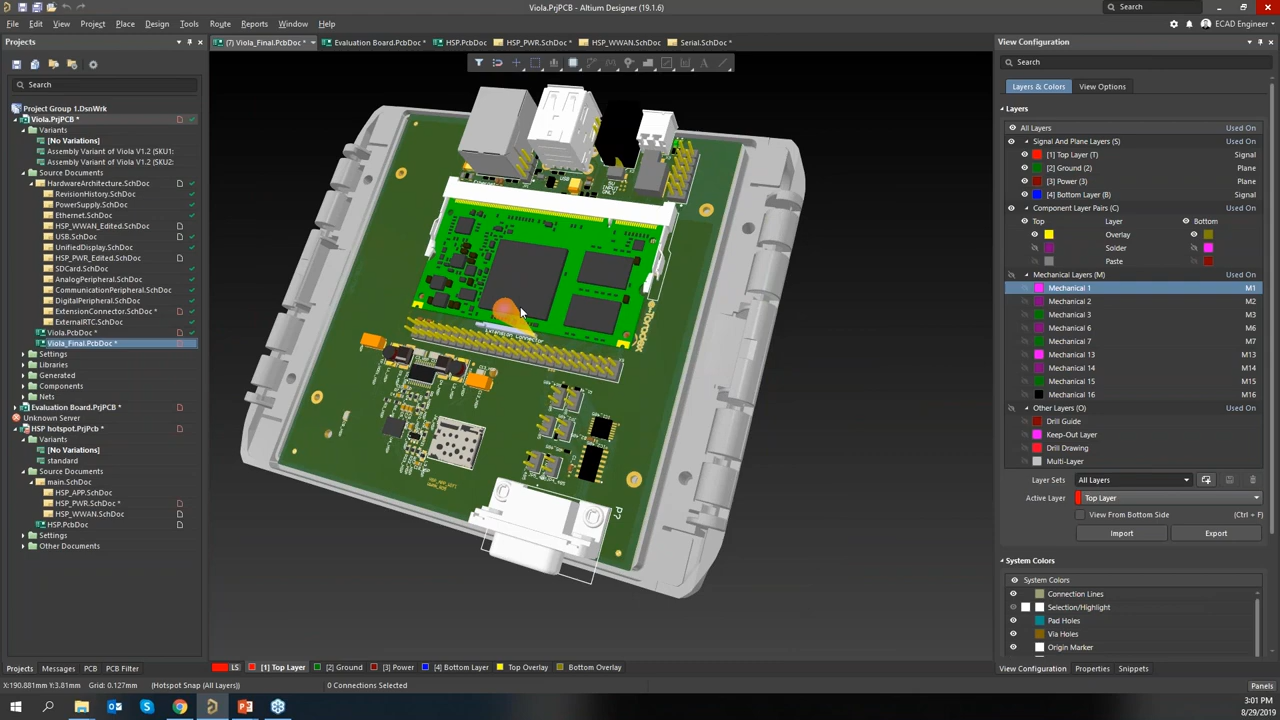 Viola.PrjPCB - Altium Designer (19.1.6)
Search
File Edit View Project Place Design Tools Route Reports Window Help
ECAD Engineer
Projects
(7) Viola_Final.PcbDoc * Evaluation Board.PcbDoc * HSP.PcbDoc HSP_PWR.SchDoc * HSP_WWAN.SchDoc Serial.SchDoc *
View Configuration
Search
Search
Layers & Colors View Options
Layers
Project Group 1.DsnWrk
Viola.PrjPCB *
Variants
[No Variations]
Assembly Variant of Viola V1.2 (SKU1:
Assembly Variant of Viola V1.2 (SKU2:
Source Documents
HardwareArchitecture.SchDoc
RevisionHistory.SchDoc
PowerSupply.SchDoc
Ethernet.SchDoc
HSP_WWAN_Edited.SchDoc
USB.SchDoc
UnifiedDisplay.SchDoc
HSP_PWR_Edited.SchDoc
SDCard.SchDoc
AnalogPeripheral.SchDoc
CommunicationPeripheral.SchDoc
DigitalPeripheral.SchDoc
ExtensionConnector.SchDoc *
ExternalRTC.SchDoc
Viola.PcbDoc *
Viola_Final.PcbDoc *
Settings
Libraries
Generated
Components
Nets
Evaluation Board.PrjPCB *
Unknown Server
HSP hotspot.PrjPcb *
Variants
[No Variations]
standard
Source Documents
main.SchDoc
HSP_APP.SchDoc
HSP_PWR.SchDoc *
HSP_WWAN.SchDoc
HSP.PcbDoc
Settings
Other Documents
USB
INPUT
ONLY
Extension Connector
Toradex
P?
All Layers Used On
Signal And Plane Layers (S) Used On
[1] Top Layer (T) Signal
[2] Ground (2) Plane
[3] Power (3) Plane
[4] Bottom Layer (B) Signal
Component Layer Pairs (C) Used On
Top Layer Bottom
Overlay
Solder
Paste
Mechanical Layers (M) Used On
Mechanical 1 M1
Mechanical 2 M2
Mechanical 3 M3
Mechanical 6 M6
Mechanical 7 M7
Mechanical 13 M13
Mechanical 14 M14
Mechanical 15 M15
Mechanical 16 M16
Other Layers (O) Used On
Drill Guide
Keep-Out Layer
Drill Drawing
Multi-Layer
Layer Sets All Layers
Active Layer Top Layer
View From Bottom Side (Ctrl + F)
Import Export
System Colors
System Colors
Connection Lines
Selection/Highlight
Pad Holes
Via Holes
Origin Marker
Projects Messages PCB PCB Filter
LS [1] Top Layer [2] Ground [3] Power [4] Bottom Layer Top Overlay Bottom Overlay
View Configuration Properties Snippets
X:190.881mm Y:3.81mm Grid: 0.127mm (Hotspot Snap (All Layers)) 0 Connections Selected
Panels
3:01 PM
8/29/2019